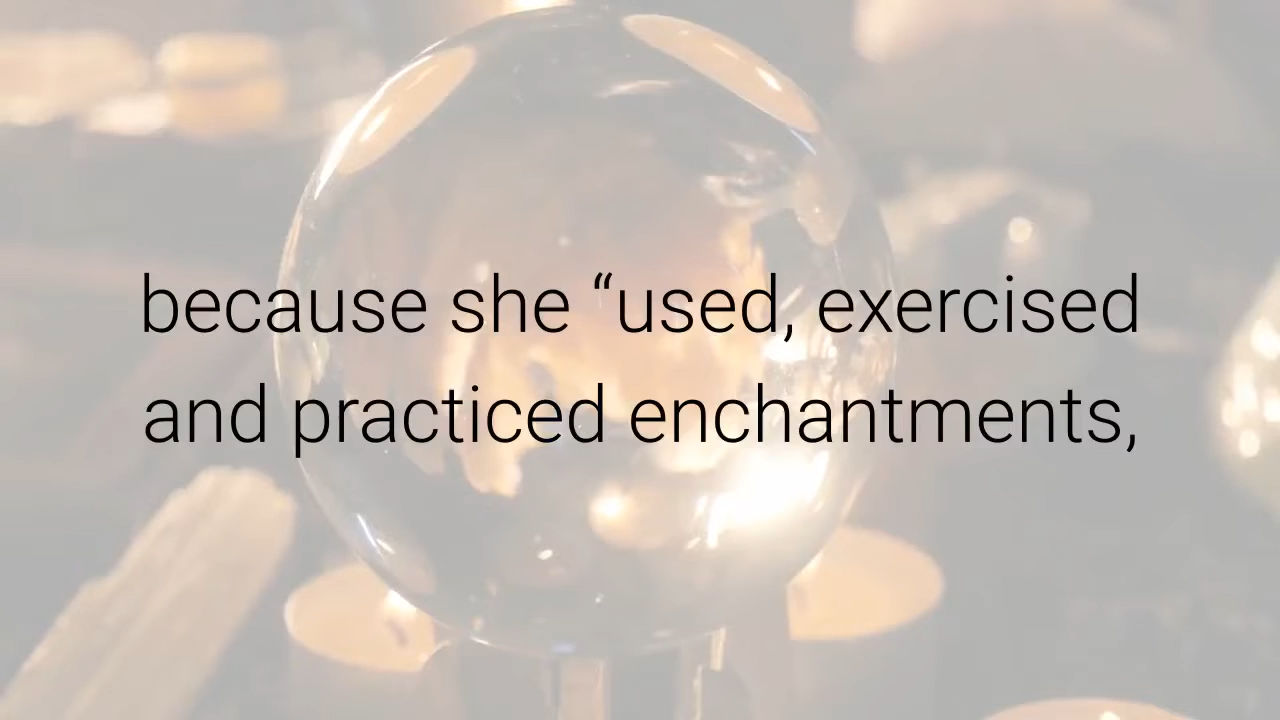 because she “used, exercised
and practiced enchantments,